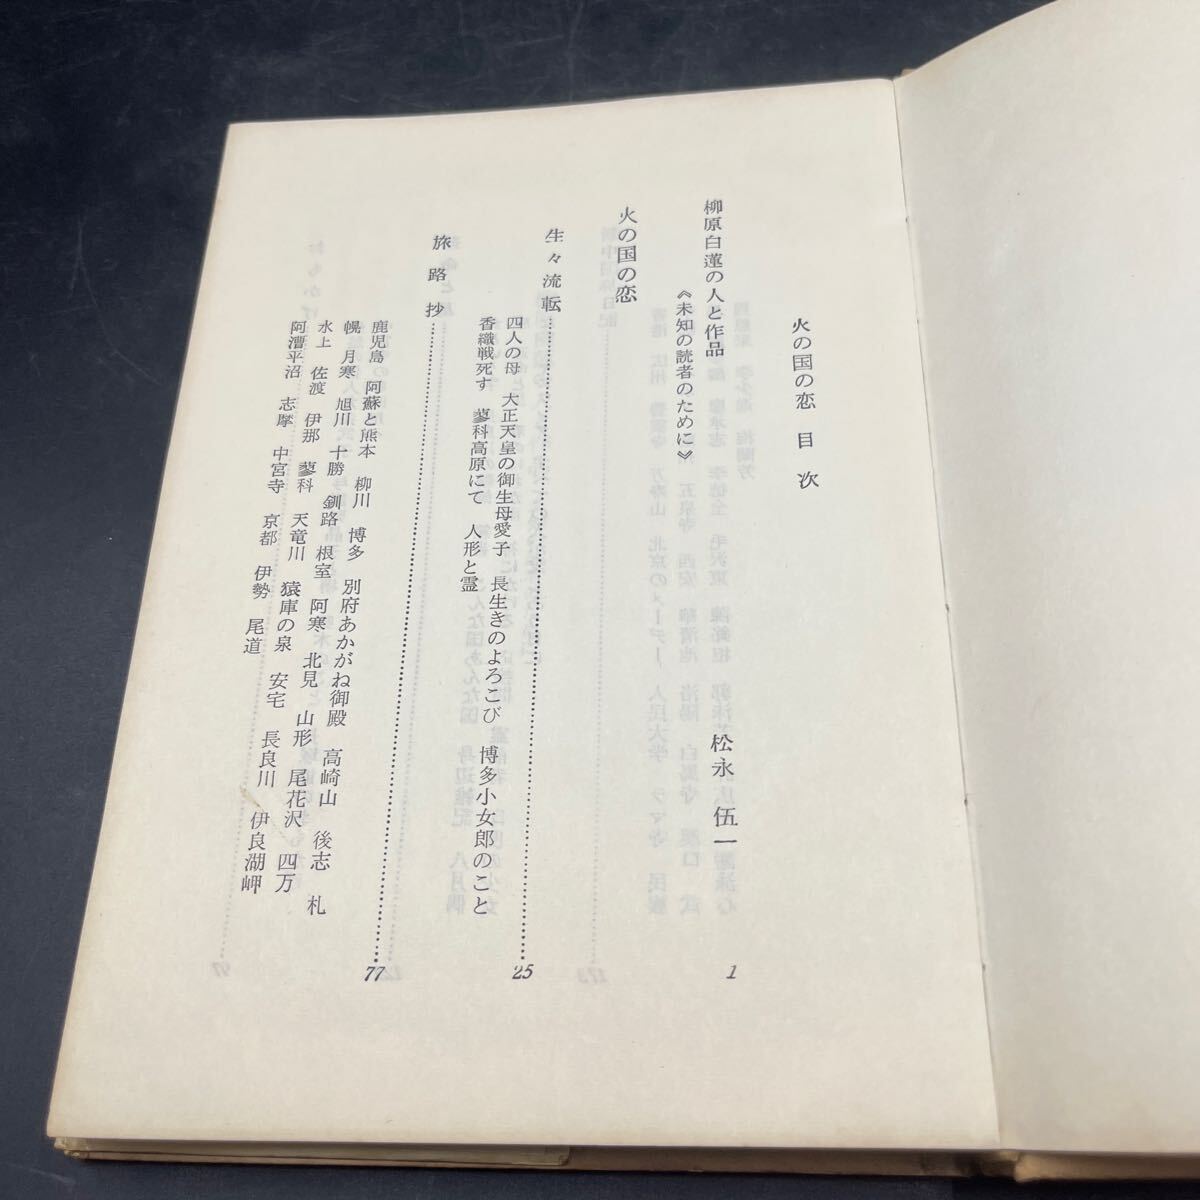 火の国の恋 目次
柳原白蓮の人と作品 松永伍一 1
《未知の読者のために》
火の国の恋
生々流転 25
四人の母 大正天皇の御生母愛子 長生きのよろこび 博多小女郎のこと
香織戦死す 蓼科高原にて 人形と霊
旅路抄 77
鹿児島 阿蘇と熊本 柳川 博多 別府あかがね御殿 高崎山 後志 札
幌 月寒 旭川 十勝 釧路 根室 阿寒 北見 山形 尾花沢 四万
水上 佐渡 伊那 蓼科 天竜川 猿庫の泉 安宅 長良川 伊良湖岬
阿漕平沼 志摩 中宮寺 京都 伊勢 尾道